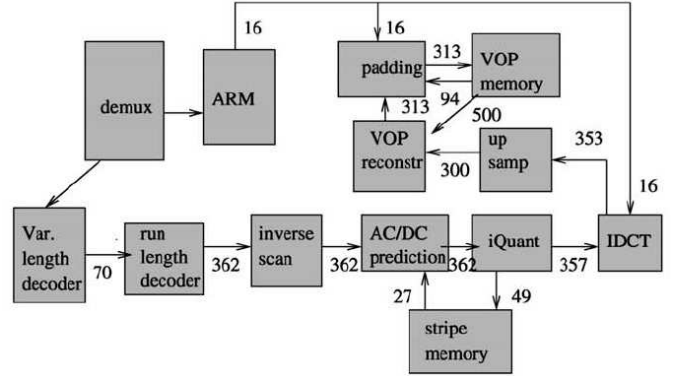 16
16
313
VOP
memory
padding
demux
ARM
94
313
500
VOP
reconstr
up
samp
353
300
16
Var.
length
decoder
run
length
decoder
inverse
scan
AC/DC
prediction
iQuant
IDCT
70
362
362
362
357
27
49
stripe
memory